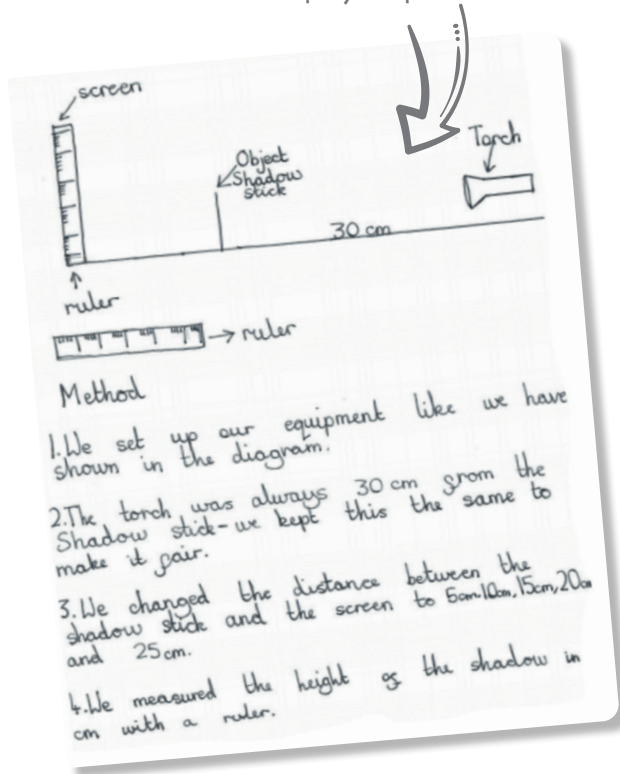 screen
Object
Shadow
stick
Torch
30 cm
ruler
ruler
Method
1. We set up our equipment like we have
shown in the diagram.
2. The torch was always 30 cm from the
Shadow stick - we kept this the same to
make it fair.
3. We changed the distance between the
shadow stick and the screen to 5cm, 10cm, 15cm, 20cm
and 25 cm.
4. We measured the height of the shadow in
cm with a ruler.